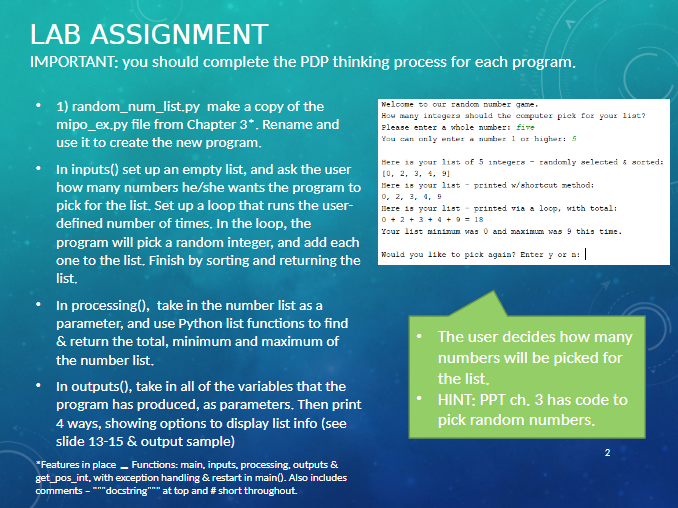 LAB ASSIGNMENT
IMPORTANT: you should complete the PDP thinking process for each program.
• 1) random_num_list.py make a copy of the
mipo_ex.py file from Chapter 3*. Rename and
use it to create the new program.
• In inputs() set up an empty list, and ask the user
how many numbers he/she wants the program to
pick for the list. Set up a loop that runs the user-
defined number of times. In the loop, the
program will pick a random integer, and add each
one to the list. Finish by sorting and returning the
list.
• In processing(), take in the number list as a
parameter, and use Python list functions to find
& return the total, minimum and maximum of
the number list.
• In outputs(), take in all of the variables that the
program has produced, as parameters. Then print
4 ways, showing options to display list info (see
slide 13-15 & output sample)
*Features in place _ Functions: main, inputs, processing, outputs &
get_pos_int, with exception handling & restart in main(). Also includes
comments – """docstring""" at top and # short throughout.
Welcome to our random number game.
How many integers should the computer pick for your list?
Please enter a whole number: five
You can only enter a number 1 or higher: 5
Here is your list of 5 integers - randomly selected & sorted:
[0, 2, 3, 4, 9]
Here is your list - printed w/shortcut method:
0, 2, 3, 4, 9
Here is your list - printed via a loop, with total:
0 + 2 + 3 + 4 + 9 = 18
Your list minimum was 0 and maximum was 9 this time.
Would you like to pick again? Enter y or n:
• The user decides how many
numbers will be picked for
the list.
• HINT: PPT ch. 3 has code to
pick random numbers.
2